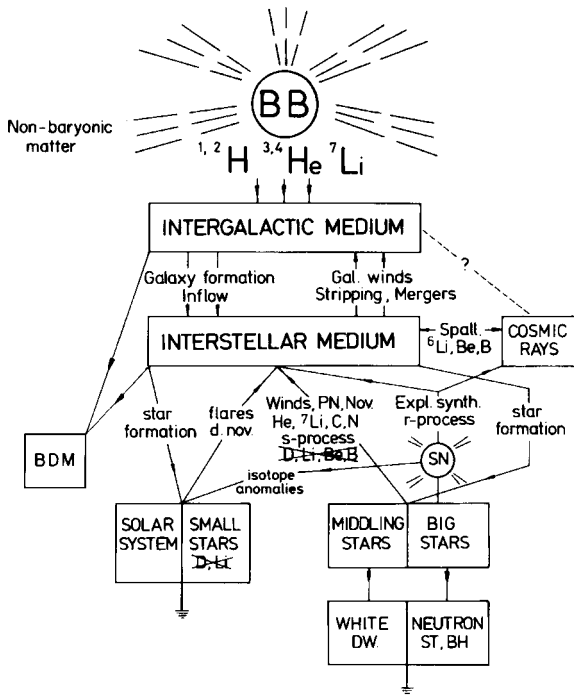 BB
Non-baryonic
matter
1, 2 H 3,4 He 7 Li
INTERGALACTIC MEDIUM
?
Galaxy formation
Inflow
Gal. winds
Stripping, Mergers
INTERSTELLAR MEDIUM
Spall.
6 Li, Be, B
COSMIC
RAYS
star
formation
flares
d. nov.
Winds, PN, Nov.
He, 7 Li, C, N
s-process
D, Li, Be, B
Expl. synth.
r-process
star
formation
BDM
SN
isotope
anomalies
SOLAR
SYSTEM
SMALL
STARS
D, Li
MIDDLING
STARS
BIG
STARS
WHITE
DW.
NEUTRON
ST, BH